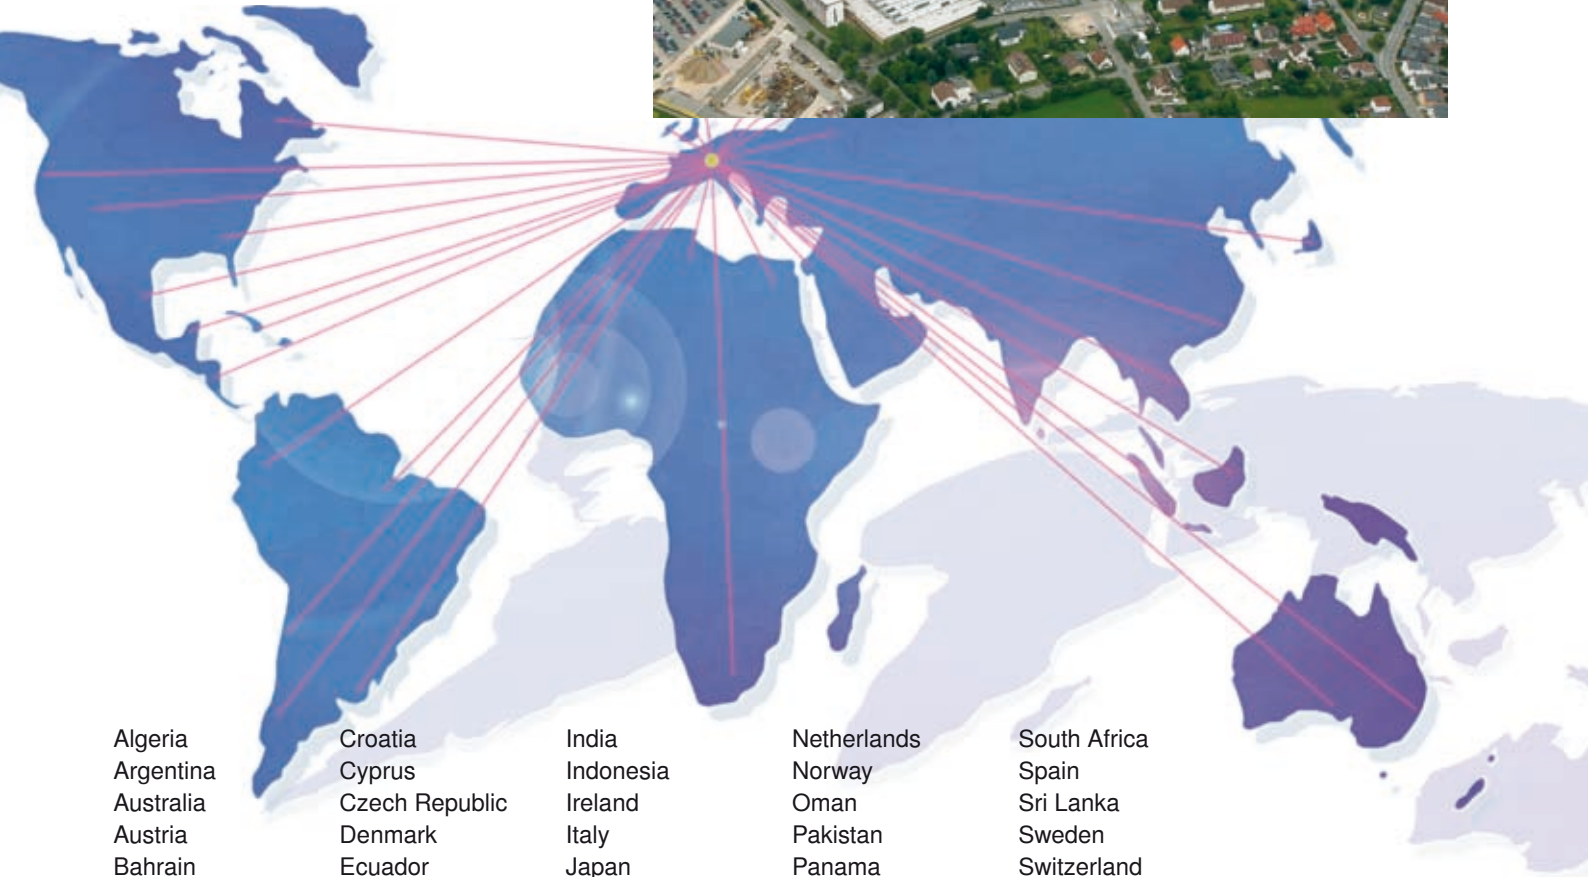 Algeria Croatia India Netherlands South Africa
Argentina Cyprus Indonesia Norway Spain
Australia Czech Republic Ireland Oman Sri Lanka
Austria Denmark Italy Pakistan Sweden
Bahrain Ecuador Japan Panama Switzerland